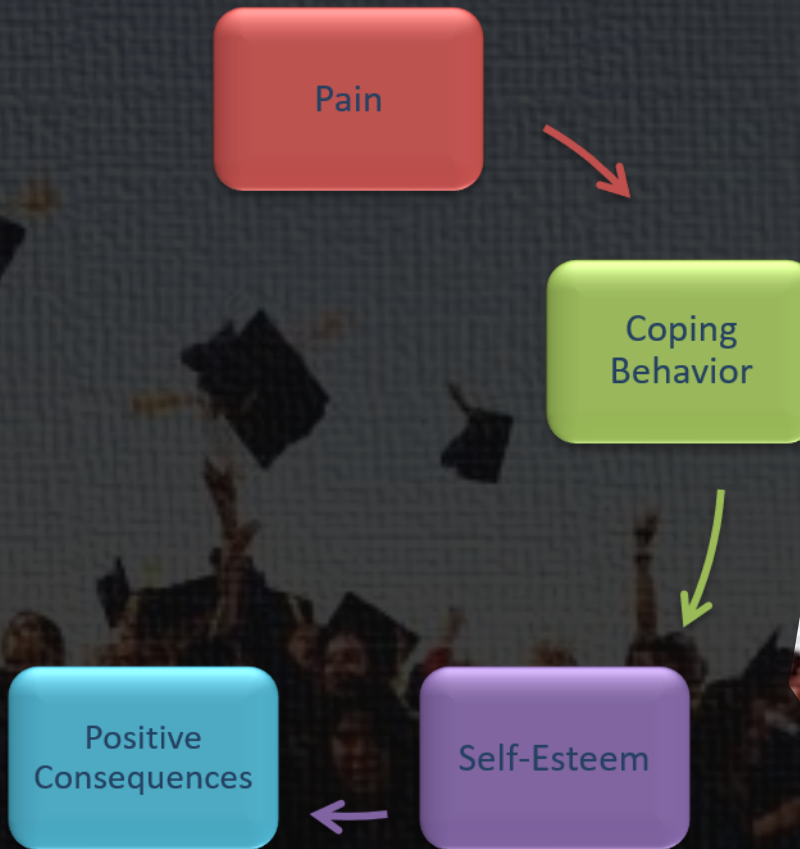 Pain
Coping
Behavior
Self-Esteem
Positive
Consequences